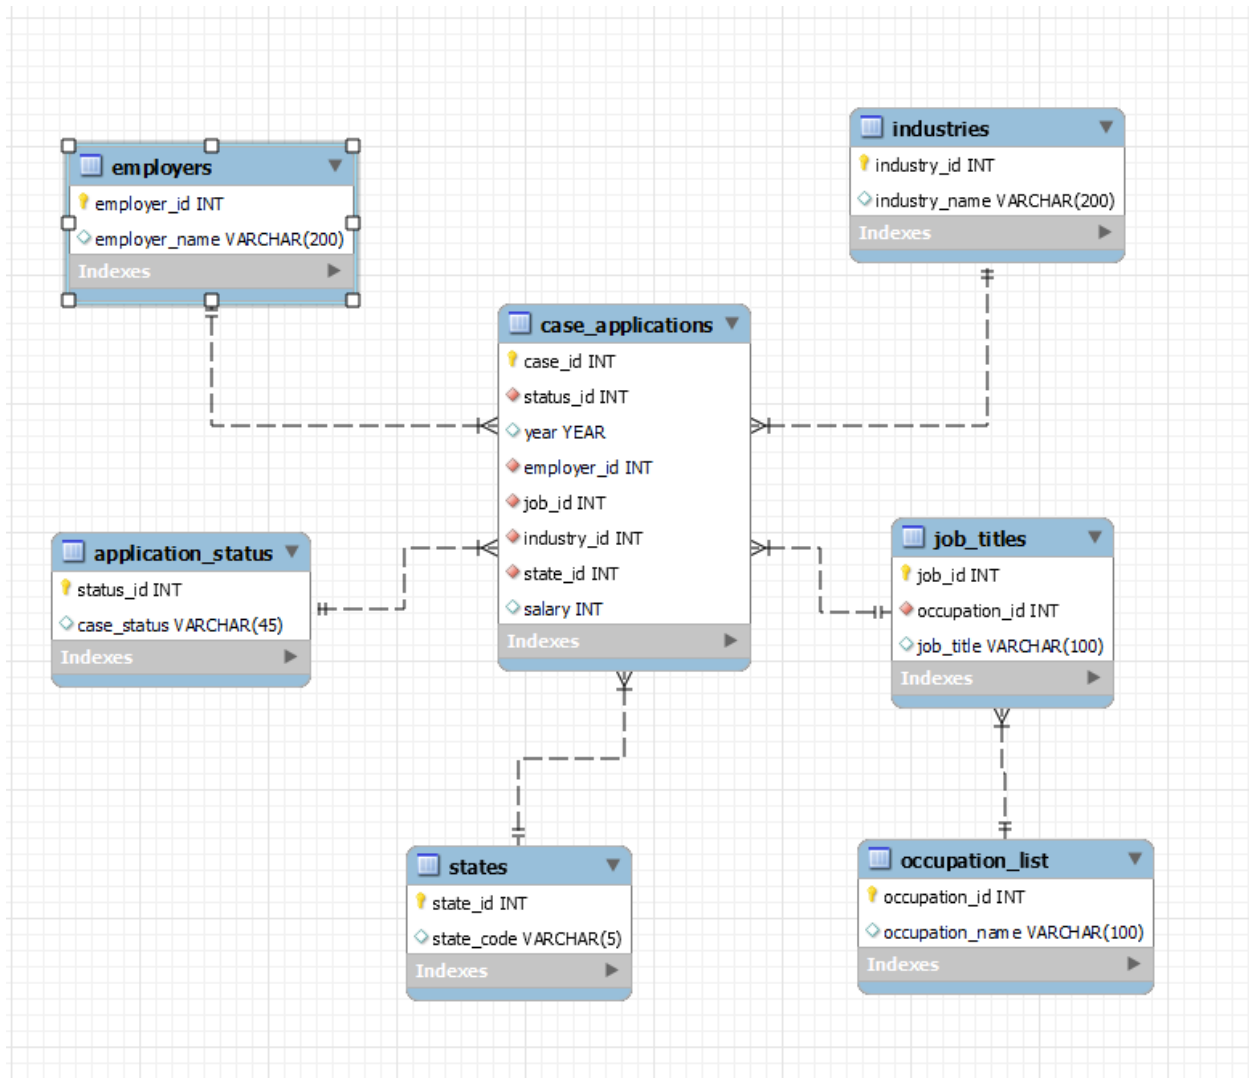 employers
employer_id INT
employer_name VARCHAR(200)
Indexes
industries
industry_id INT
industry_name VARCHAR(200)
Indexes
case_applications
case_id INT
status_id INT
year YEAR
employer_id INT
job_id INT
industry_id INT
state_id INT
salary INT
Indexes
application_status
status_id INT
case_status VARCHAR(45)
Indexes
job_titles
job_id INT
occupation_id INT
job_title VARCHAR(100)
Indexes
states
state_id INT
state_code VARCHAR(5)
Indexes
occupation_list
occupation_id INT
occupation_name VARCHAR(100)
Indexes